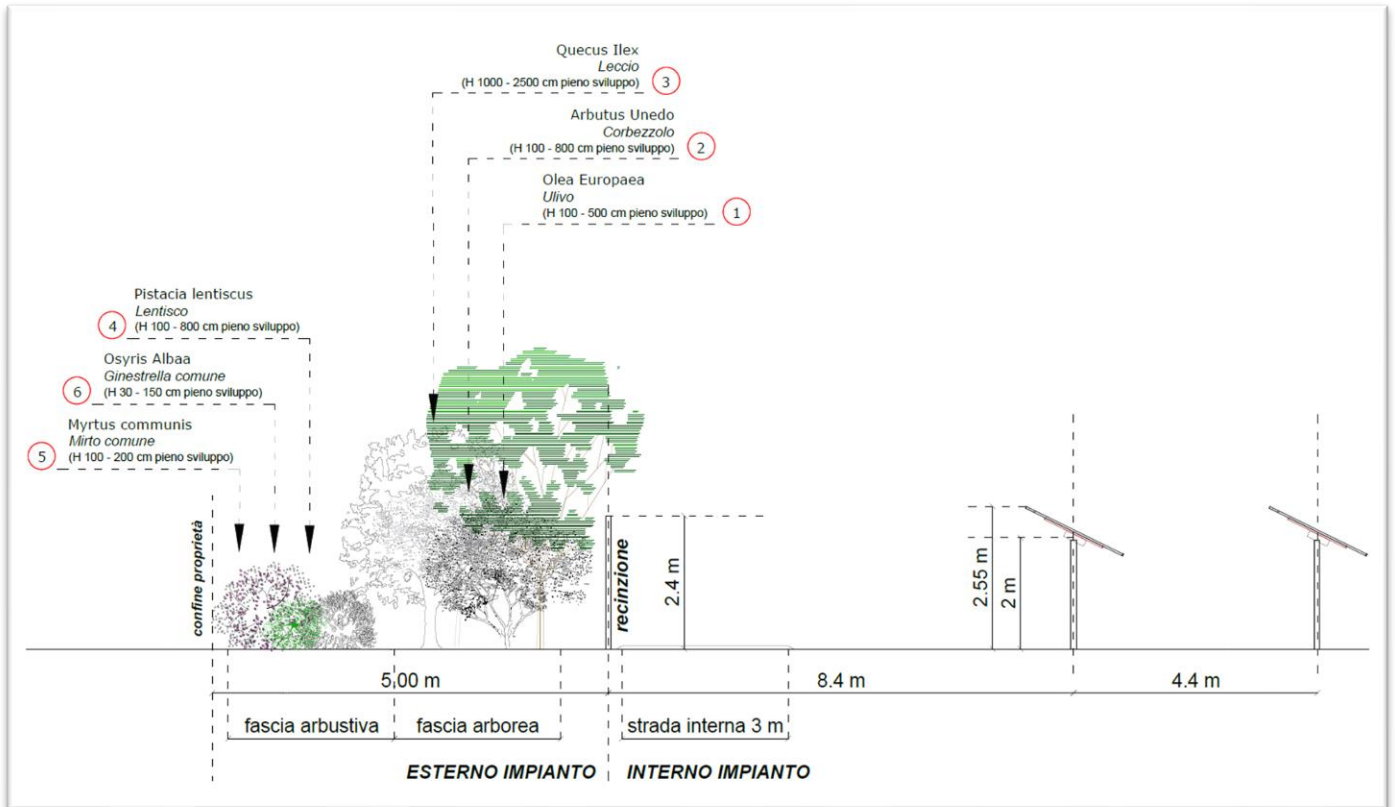 Quecus Ilex
Leccio
(H 1000 - 2500 cm pieno sviluppo)
3
Arbutus Unedo
Corbezzolo
(H 100 - 800 cm pieno sviluppo)
2
Olea Europaea
Ulivo
(H 100 - 500 cm pieno sviluppo)
1
Pistacia lentiscus
Lentisco
(H 100 - 800 cm pieno sviluppo)
4
Osyris Albaa
Ginestrella comune
(H 30 - 150 cm pieno sviluppo)
6
Myrtus communis
Mirto comune
(H 100 - 200 cm pieno sviluppo)
5
confine proprietà
recinzione
2.4 m
2.55 m
2 m
5,00 m
8.4 m
4.4 m
fascia arbustiva
fascia arborea
strada interna 3 m
ESTERNO IMPIANTO
INTERNO IMPIANTO